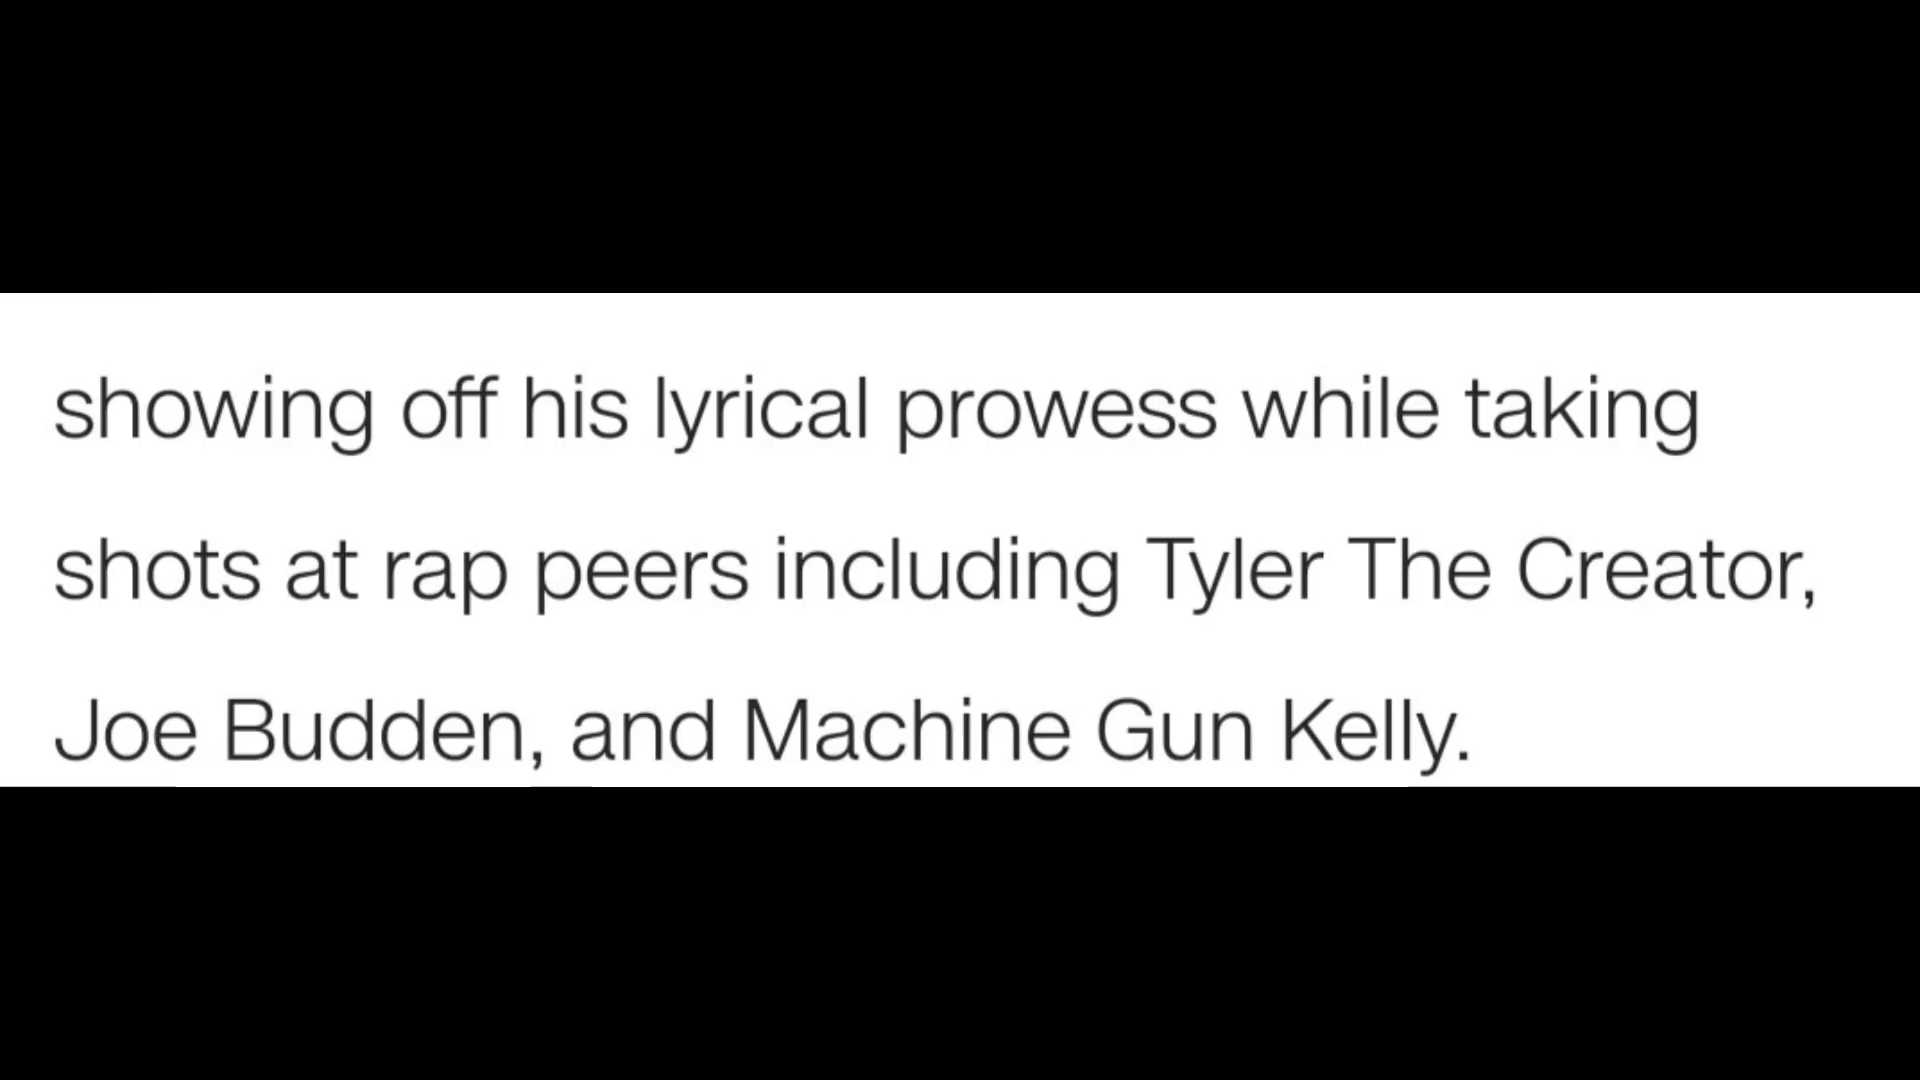 showing off his lyrical prowess while taking
shots at rap peers including Tyler The Creator,
Joe Budden, and Machine Gun Kelly.